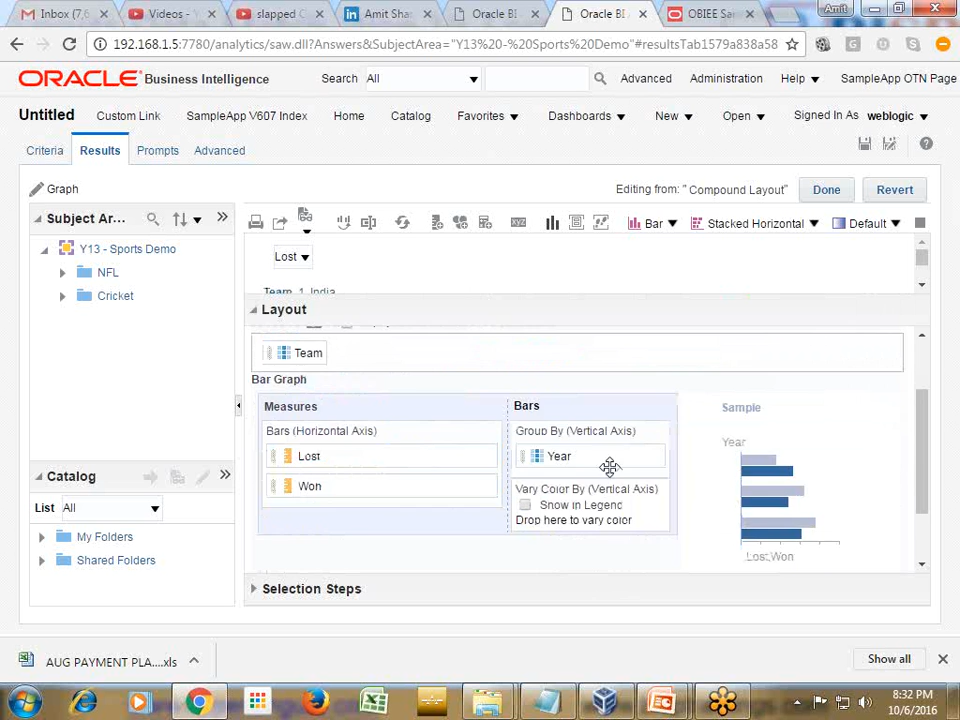 Inbox (7,6
Videos - Y
slapped C
Amit Sha
Oracle BI
Oracle BI
OBIEE Sar
Amit
192.168.1.5:7780/analytics/saw.dll?Answers&SubjectArea="Y13%20-%20Sports%20Demo"#resultsTab1579a838a58
ORACLE Business Intelligence
Search All
Advanced Administration Help SampleApp OTN Page
Untitled Custom Link SampleApp V607 Index Home Catalog Favorites Dashboards New Open Signed In As weblogic
Criteria Results Prompts Advanced
Graph
Editing from: "Compound Layout" Done Revert
Subject Ar...
Bar Stacked Horizontal Default
Y13 - Sports Demo
NFL
Cricket
Lost
Team 1. India
Layout
Team
Bar Graph
Measures
Bars
Sample
Bars (Horizontal Axis)
Group By (Vertical Axis)
Year
Lost
Year
Won
Vary Color By (Vertical Axis)
Show in Legend
Drop here to vary color
Lost,Won
Catalog
List All
My Folders
Shared Folders
Selection Steps
AUG PAYMENT PLA....xls
Show all
8:32 PM
10/6/2016